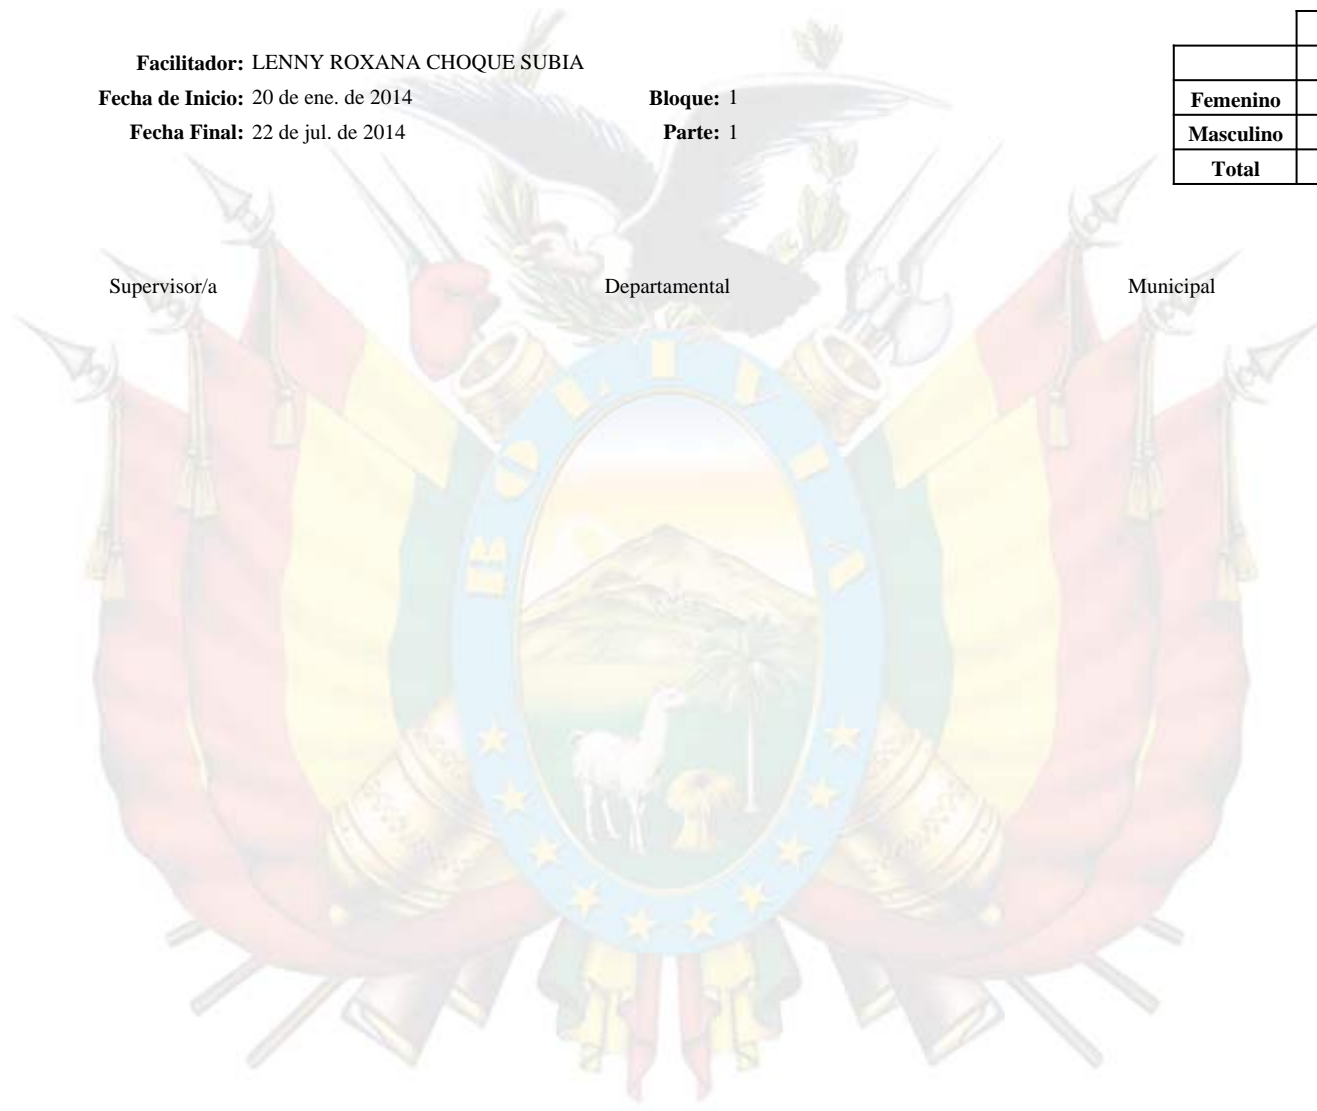 Facilitador: LENNY ROXANA CHOQUE SUBIA
Fecha de Inicio: 20 de ene. de 2014 Bloque: 1
Fecha Final: 22 de jul. de 2014 Parte: 1
Femenino
Masculino
Total
Supervisor/a Departamental Municipal
BOLIVIA